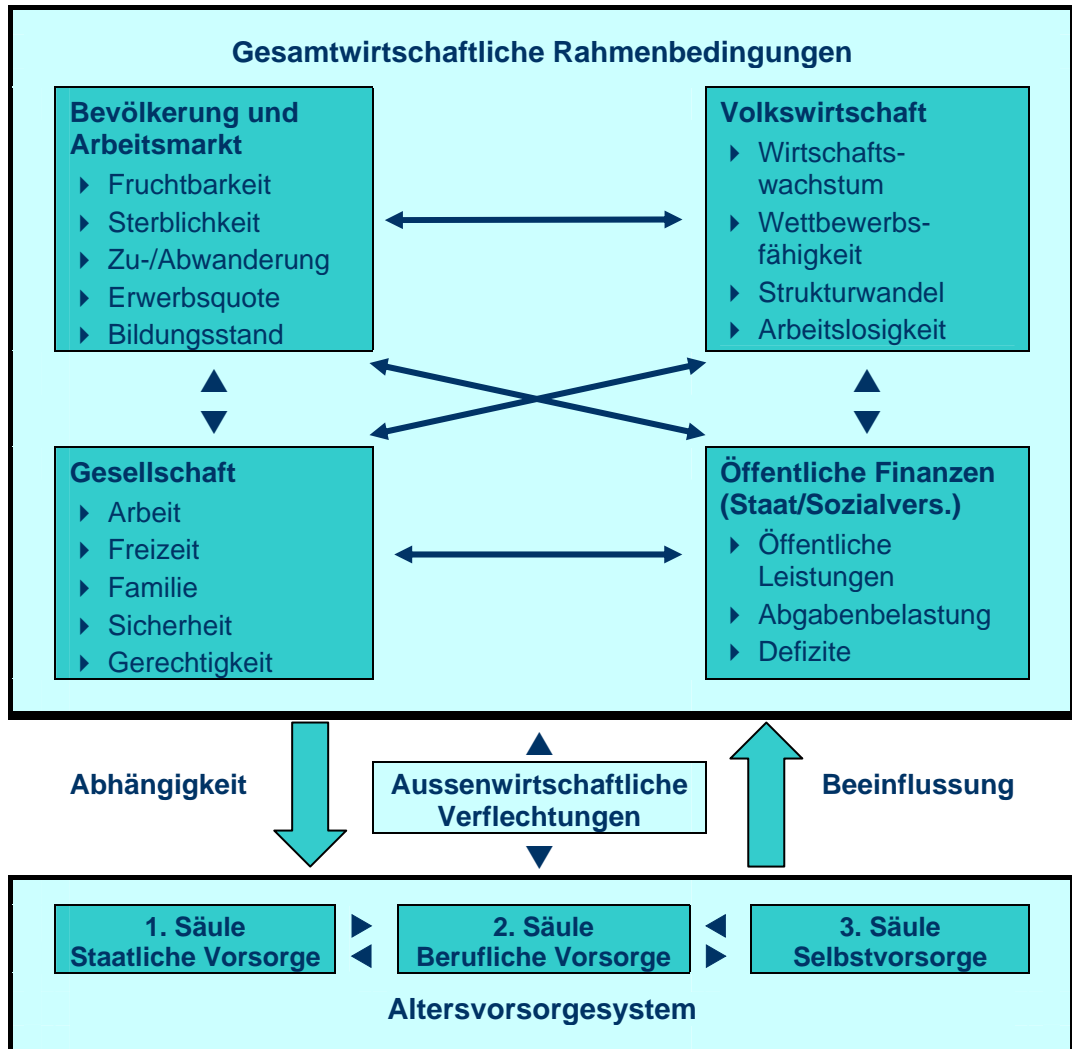 Gesamtwirtschaftliche Rahmenbedingungen
Bevölkerung und
Arbeitsmarkt
Fruchtbarkeit
Sterblichkeit
Zu-/Abwanderung
Erwerbsquote
Bildungsstand
Volkswirtschaft
Wirtschafts-
wachstum
Wettbewerbs-
fähigkeit
Strukturwandel
Arbeitslosigkeit
Gesellschaft
Arbeit
Freizeit
Familie
Sicherheit
Gerechtigkeit
Öffentliche Finanzen
(Staat/Sozialvers.)
Öffentliche
Leistungen
Abgabenbelastung
Defizite
Abhängigkeit
Aussenwirtschaftliche
Verflechtungen
Beeinflussung
1. Säule
Staatliche Vorsorge
2. Säule
Berufliche Vorsorge
3. Säule
Selbstvorsorge
Altersvorsorgesystem